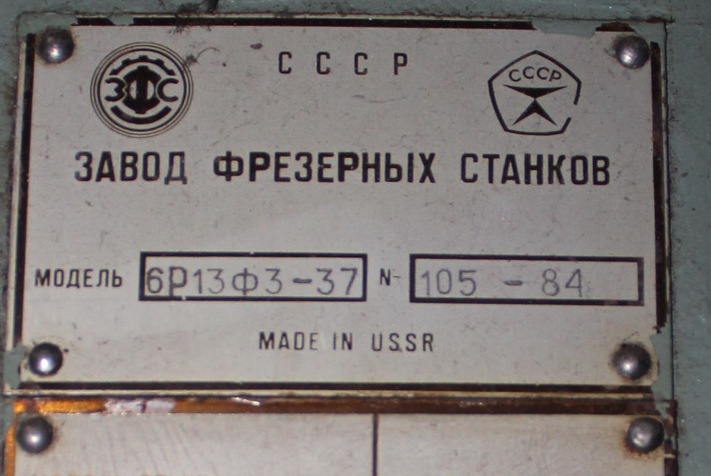 СССР
ЗФС
СССР
ЗАВОД ФРЕЗЕРНЫХ СТАНКОВ
МОДЕЛЬ 6Р13Ф3-37 N- 105 - 84
MADE IN USSR